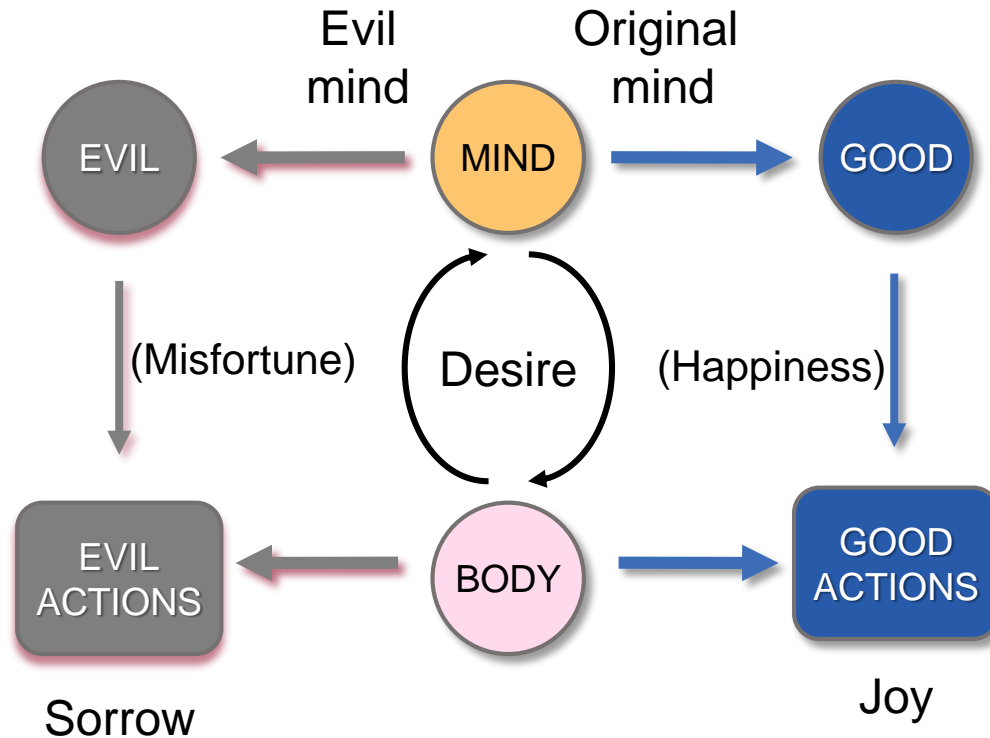 Evil
mind
Original
mind
EVIL
MIND
GOOD
(Misfortune)
Desire
(Happiness)
EVIL
ACTIONS
BODY
GOOD
ACTIONS
Sorrow
Joy